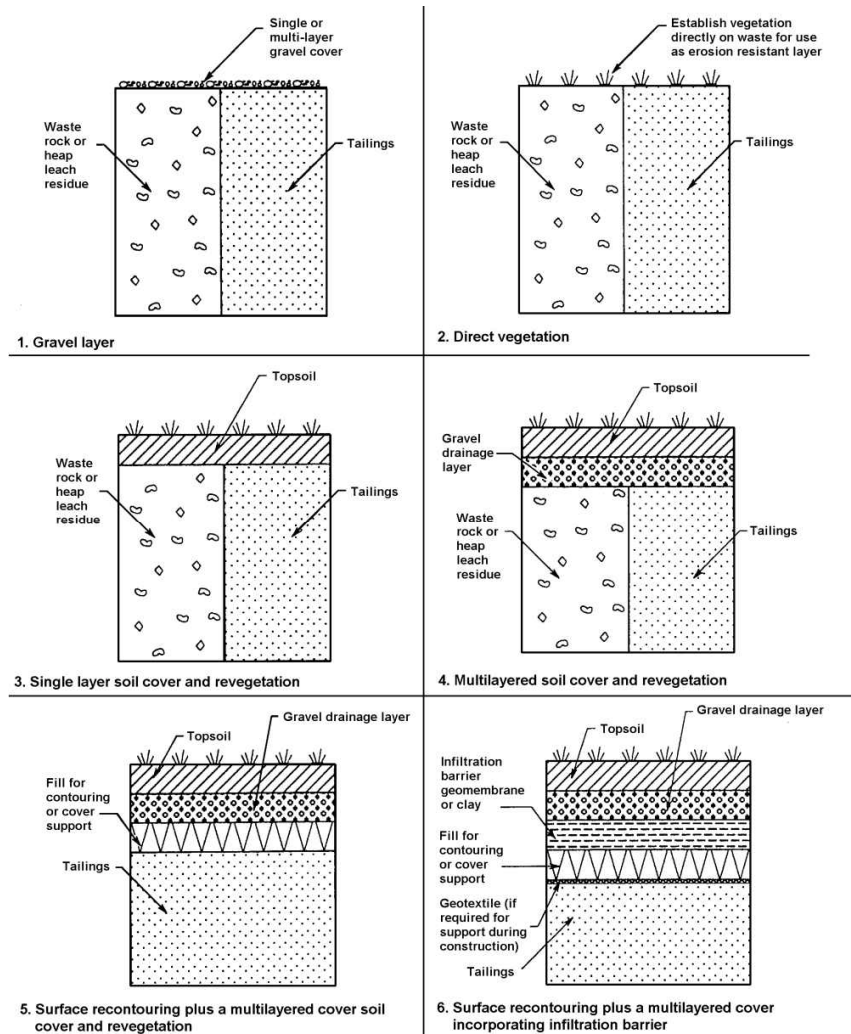 Single or
multi-layer
gravel cover
Waste
rock or
heap
leach
residue
Tailings
1. Gravel layer
Establish vegetation
directly on waste for use
as erosion resistant layer
Waste
rock or
heap
leach
residue
Tailings
2. Direct vegetation
Topsoil
Waste
rock or
heap
leach
residue
Tailings
3. Single layer soil cover and revegetation
Topsoil
Gravel
drainage
layer
Waste
rock or
heap
leach
residue
Tailings
4. Multilayered soil cover and revegetation
Gravel drainage layer
Topsoil
Fill for
contouring
or cover
support
Tailings
5. Surface recontouring plus a multilayered cover soil
cover and revegetation
Gravel drainage layer
Topsoil
Infiltration
barrier
geomembrane
or clay
Fill for
contouring
or cover
support
Geotextile (if
required for
support during
construction)
Tailings
6. Surface recontouring plus a multilayered cover
incorporating infiltration barrier